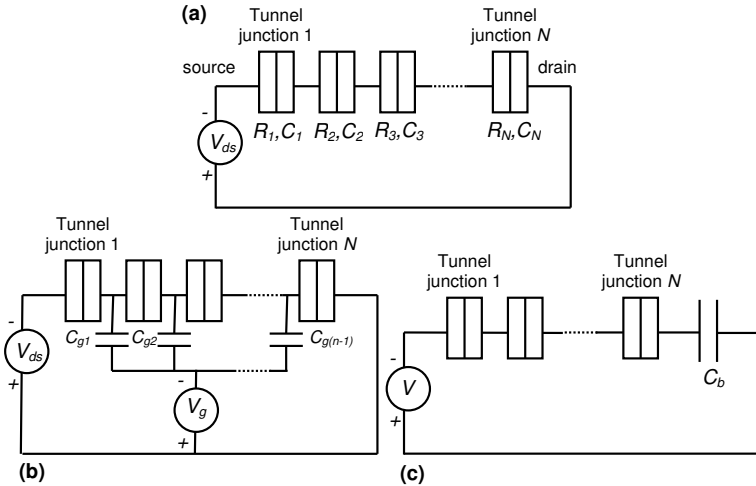 (a)
Tunnel
junction 1
Tunnel
junction N
source
drain
-
V_ds
+
R_1,C_1
R_2,C_2
R_3,C_3
R_N,C_N
Tunnel
junction 1
Tunnel
junction N
-
V_ds
+
C_g1
C_g2
C_g(n-1)
-
V_g
+
(b)
Tunnel
junction 1
Tunnel
junction N
-
V
+
C_b
(c)